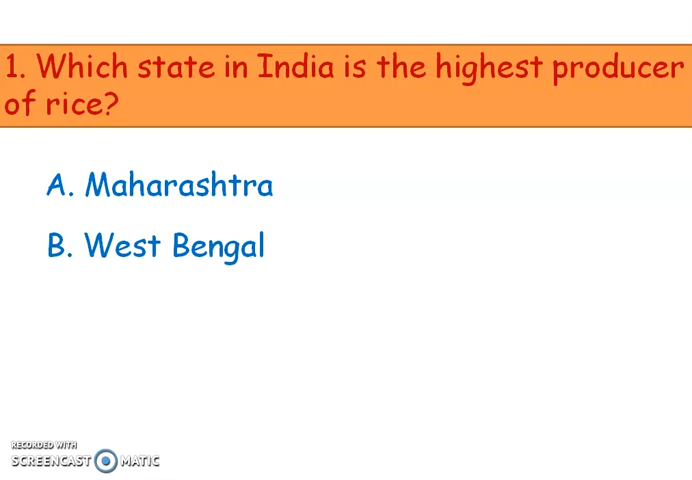 1. Which state in India is the highest producer
of rice?
A. Maharashtra
B. West Bengal
RECORDED WITH
SCREENCAST MATIC